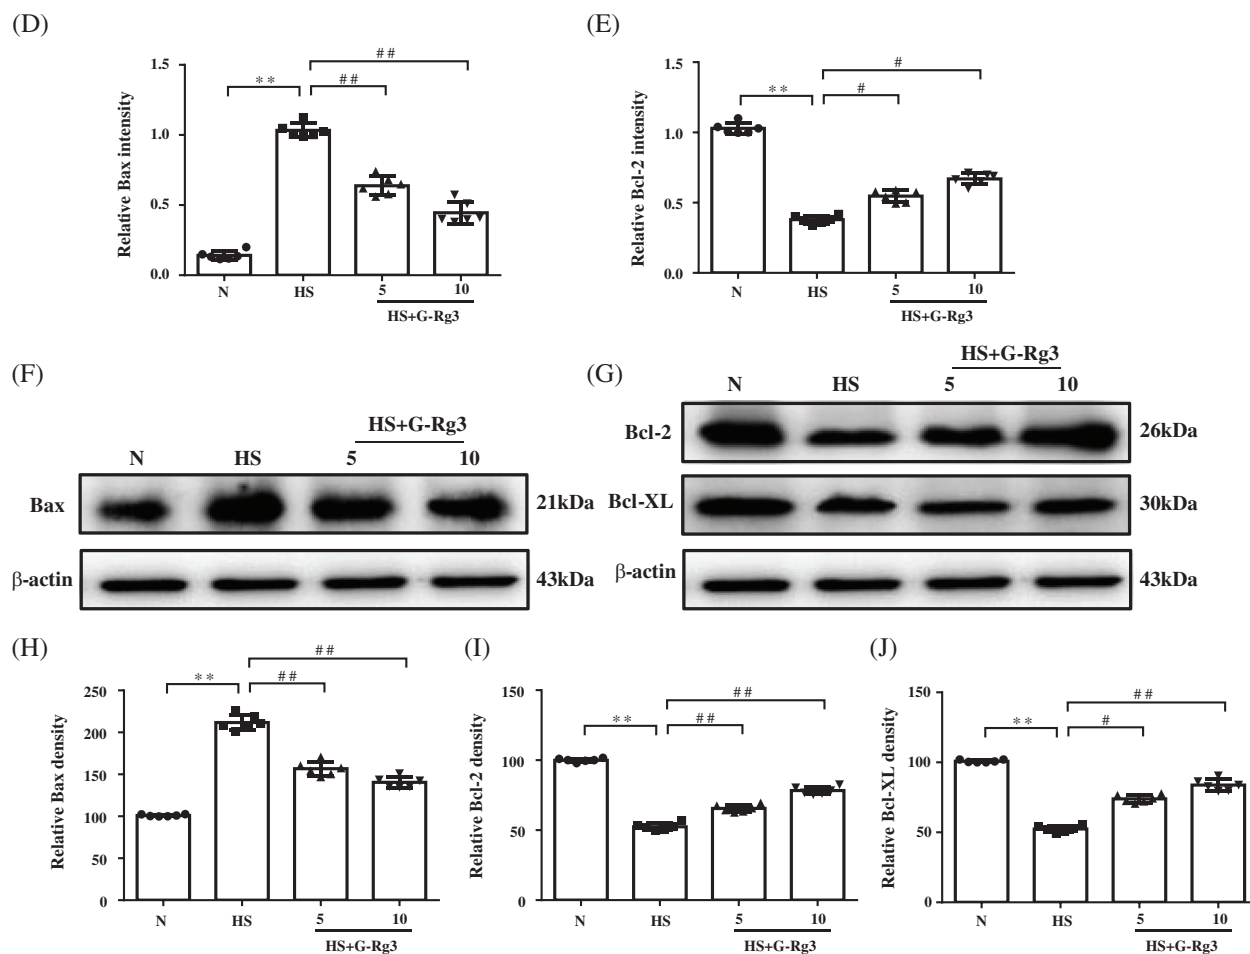 (D)
Relative Bax intensity
1.5
1.0
0.5
0.0
**
##
##
N
HS
5
10
HS+G-Rg3
(E)
Relative Bcl-2 intensity
1.5
1.0
0.5
0.0
**
#
#
N
HS
5
10
HS+G-Rg3
(F)
HS+G-Rg3
N
HS
5
10
Bax
21kDa
β-actin
43kDa
(G)
HS+G-Rg3
N
HS
5
10
Bcl-2
26kDa
Bcl-XL
30kDa
β-actin
43kDa
(H)
Relative Bax density
250
200
150
100
50
0
**
##
##
N
HS
5
10
HS+G-Rg3
(I)
Relative Bcl-2 density
150
100
50
0
**
##
##
N
HS
5
10
HS+G-Rg3
(J)
Relative Bcl-XL density
150
100
50
0
**
#
##
N
HS
5
10
HS+G-Rg3